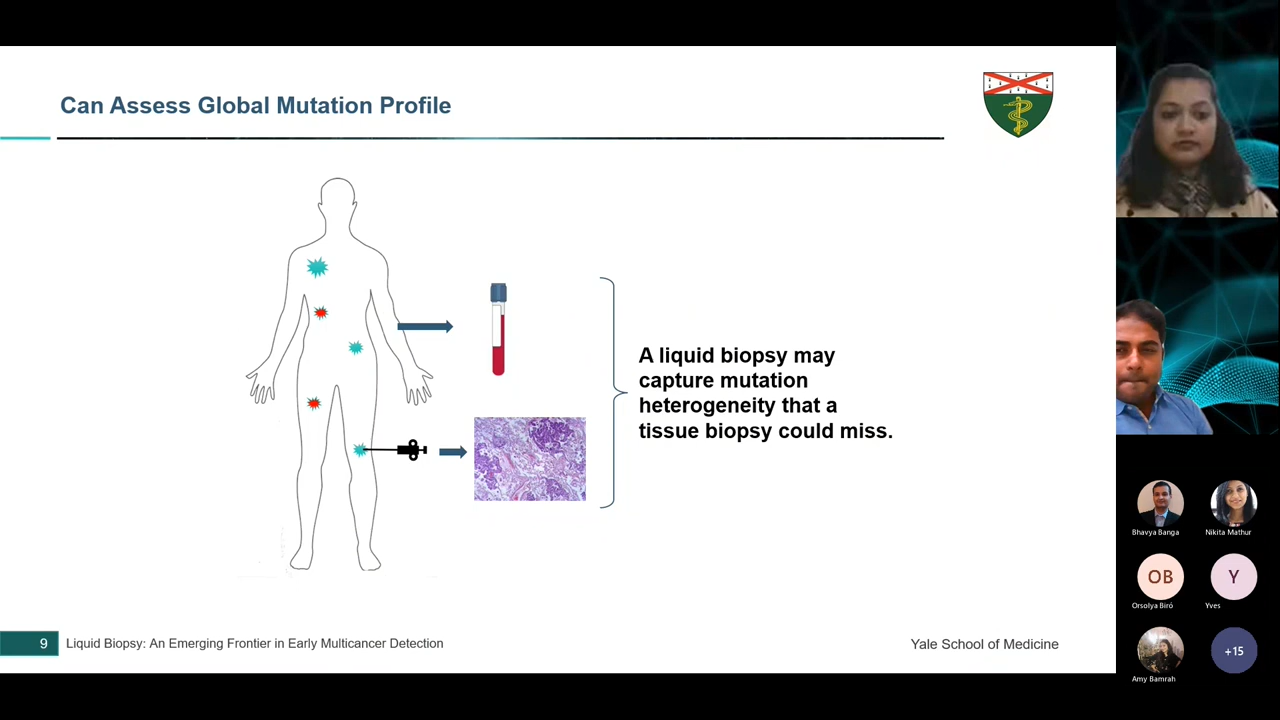 Can Assess Global Mutation Profile
A liquid biopsy may
capture mutation
heterogeneity that a
tissue biopsy could miss.
9
Liquid Biopsy: An Emerging Frontier in Early Multicancer Detection
Yale School of Medicine
Bhavya Banga
Nikita Mathur
OB
Y
Orsolya Biró
Yves
+15
Amy Bamrah